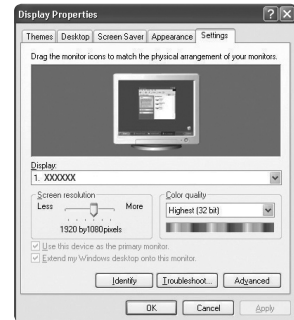 Display Properties
Themes Desktop Screen Saver Appearance Settings
Drag the monitor icons to match the physical arrangement of your monitors.
Display:
1. XXXXXX
Screen resolution
Less More
1920 by1080pixels
Color quality
Highest (32 bit)
Use this device as the primary monitor.
Extend my Windows desktop onto this monitor.
Identify Troubleshoot... Advanced
OK Cancel Apply